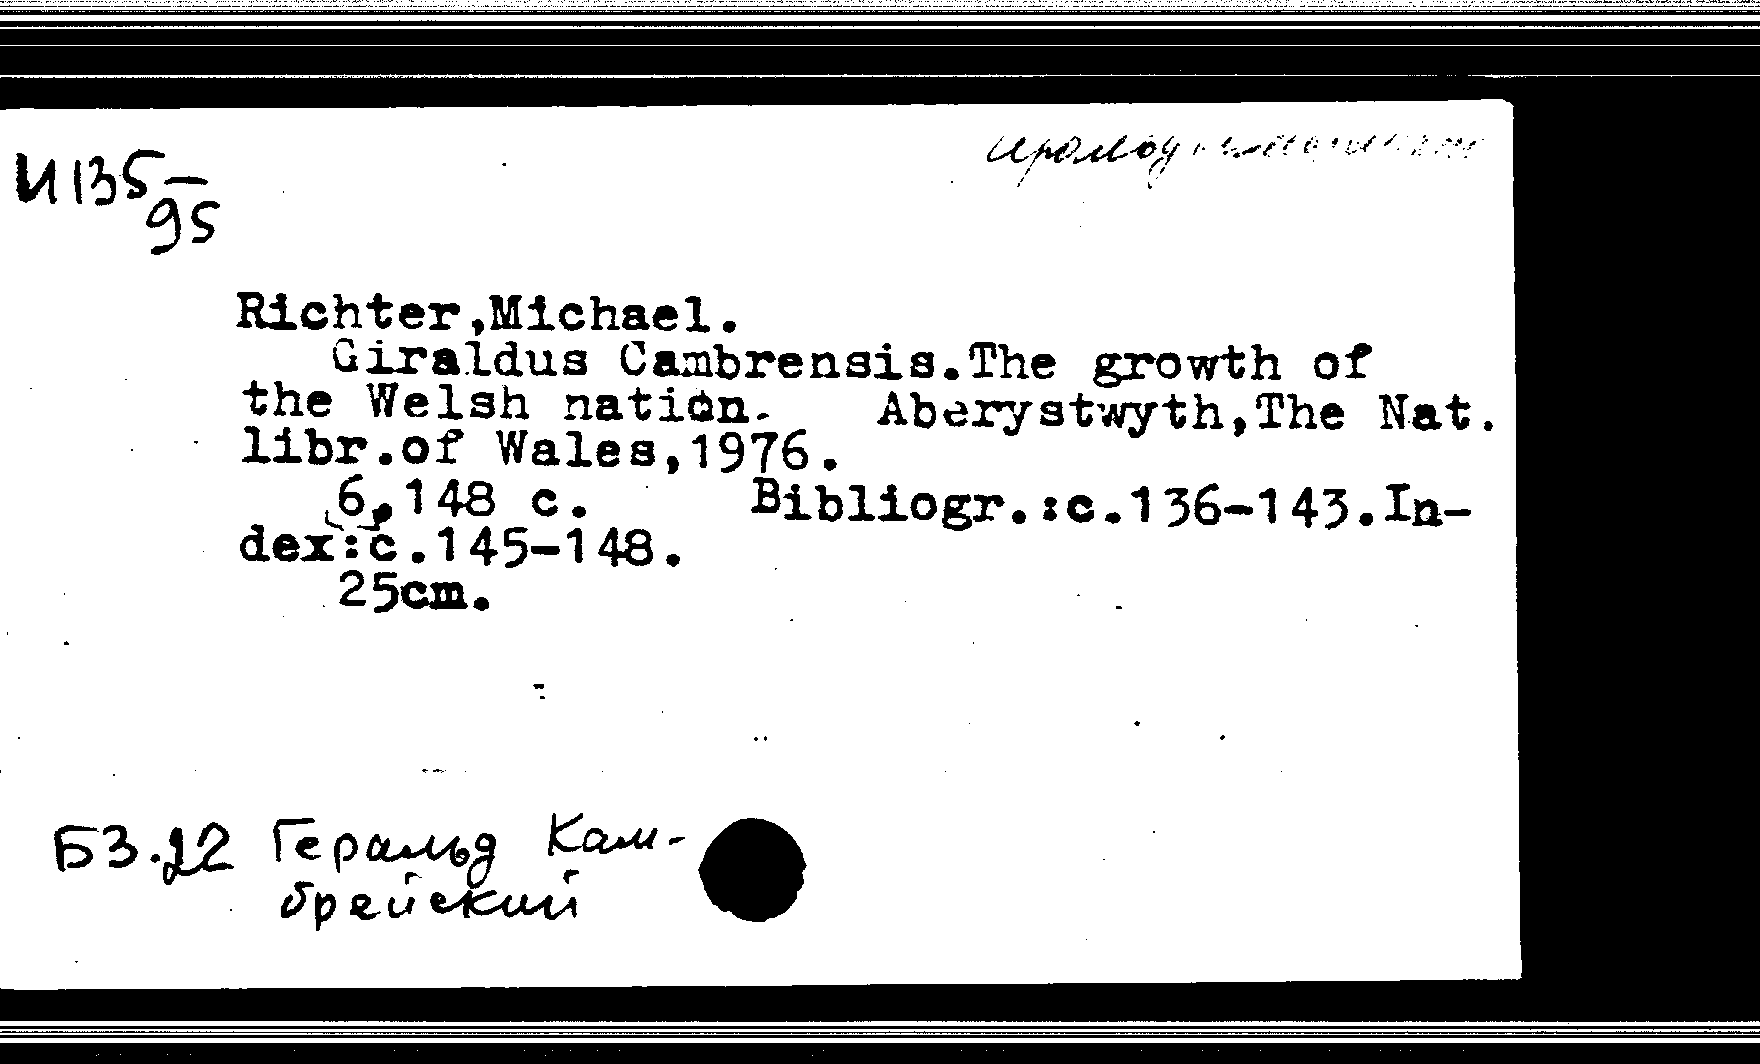 И135-
95
Richter,Michael.
Giraldus Cambrensis.The growth of
the Welsh nation. Aberystwyth,The Nat.
libr.of Wales,1976.
6,148 c. Bibliogr.:c.136-143.In-
dex:c.145-148.
25cm.
Б3.22 Геральд Кам-
брейский